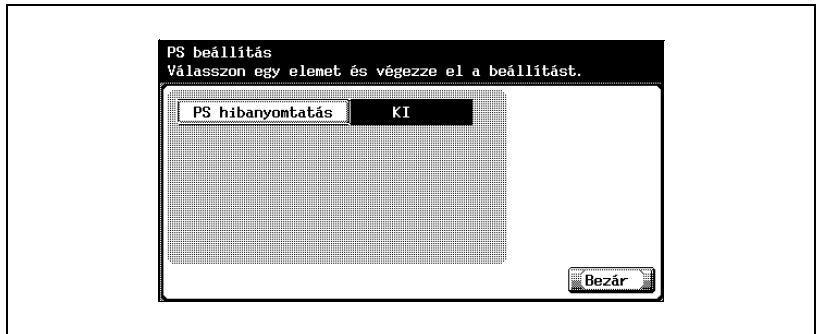 PS beállítás
Válasszon egy elemet és végezze el a beállítást.
PS hibanyomtatás KI
Bezár